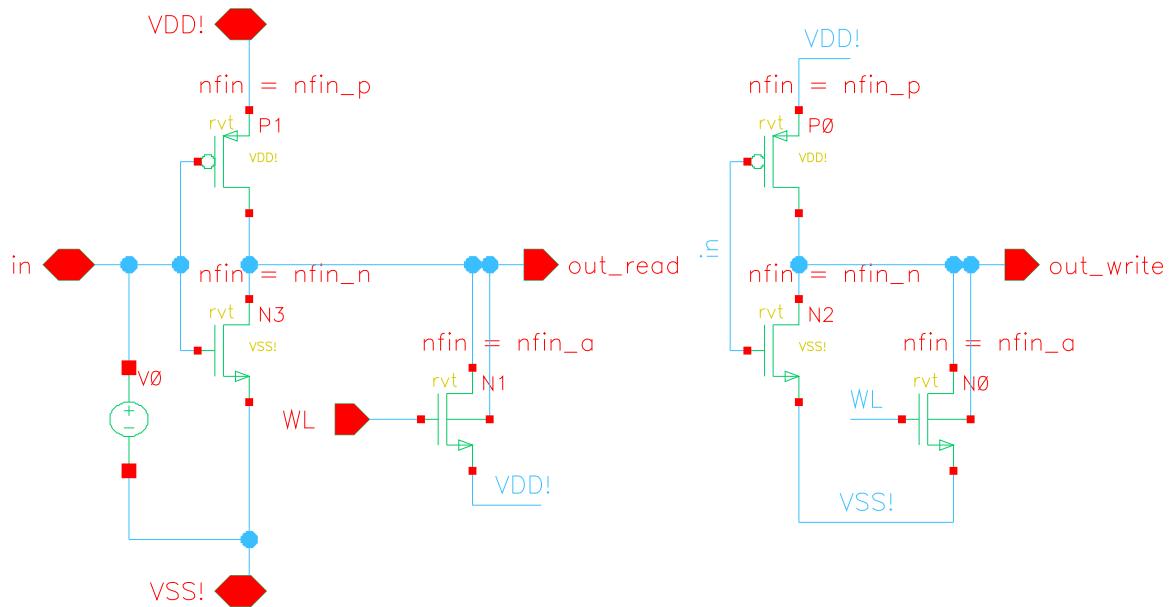 VDD!
nfin = nfin_p
rvt
P1
VDD!
in
nfin = nfin_n
rvt
N3
VSS!
V0
out_read
nfin = nfin_a
rvt
N1
WL
VDD!
VSS!
VDD!
nfin = nfin_p
rvt
P0
VDD!
in
nfin = nfin_n
rvt
N2
VSS!
out_write
nfin = nfin_a
rvt
N0
WL
VSS!